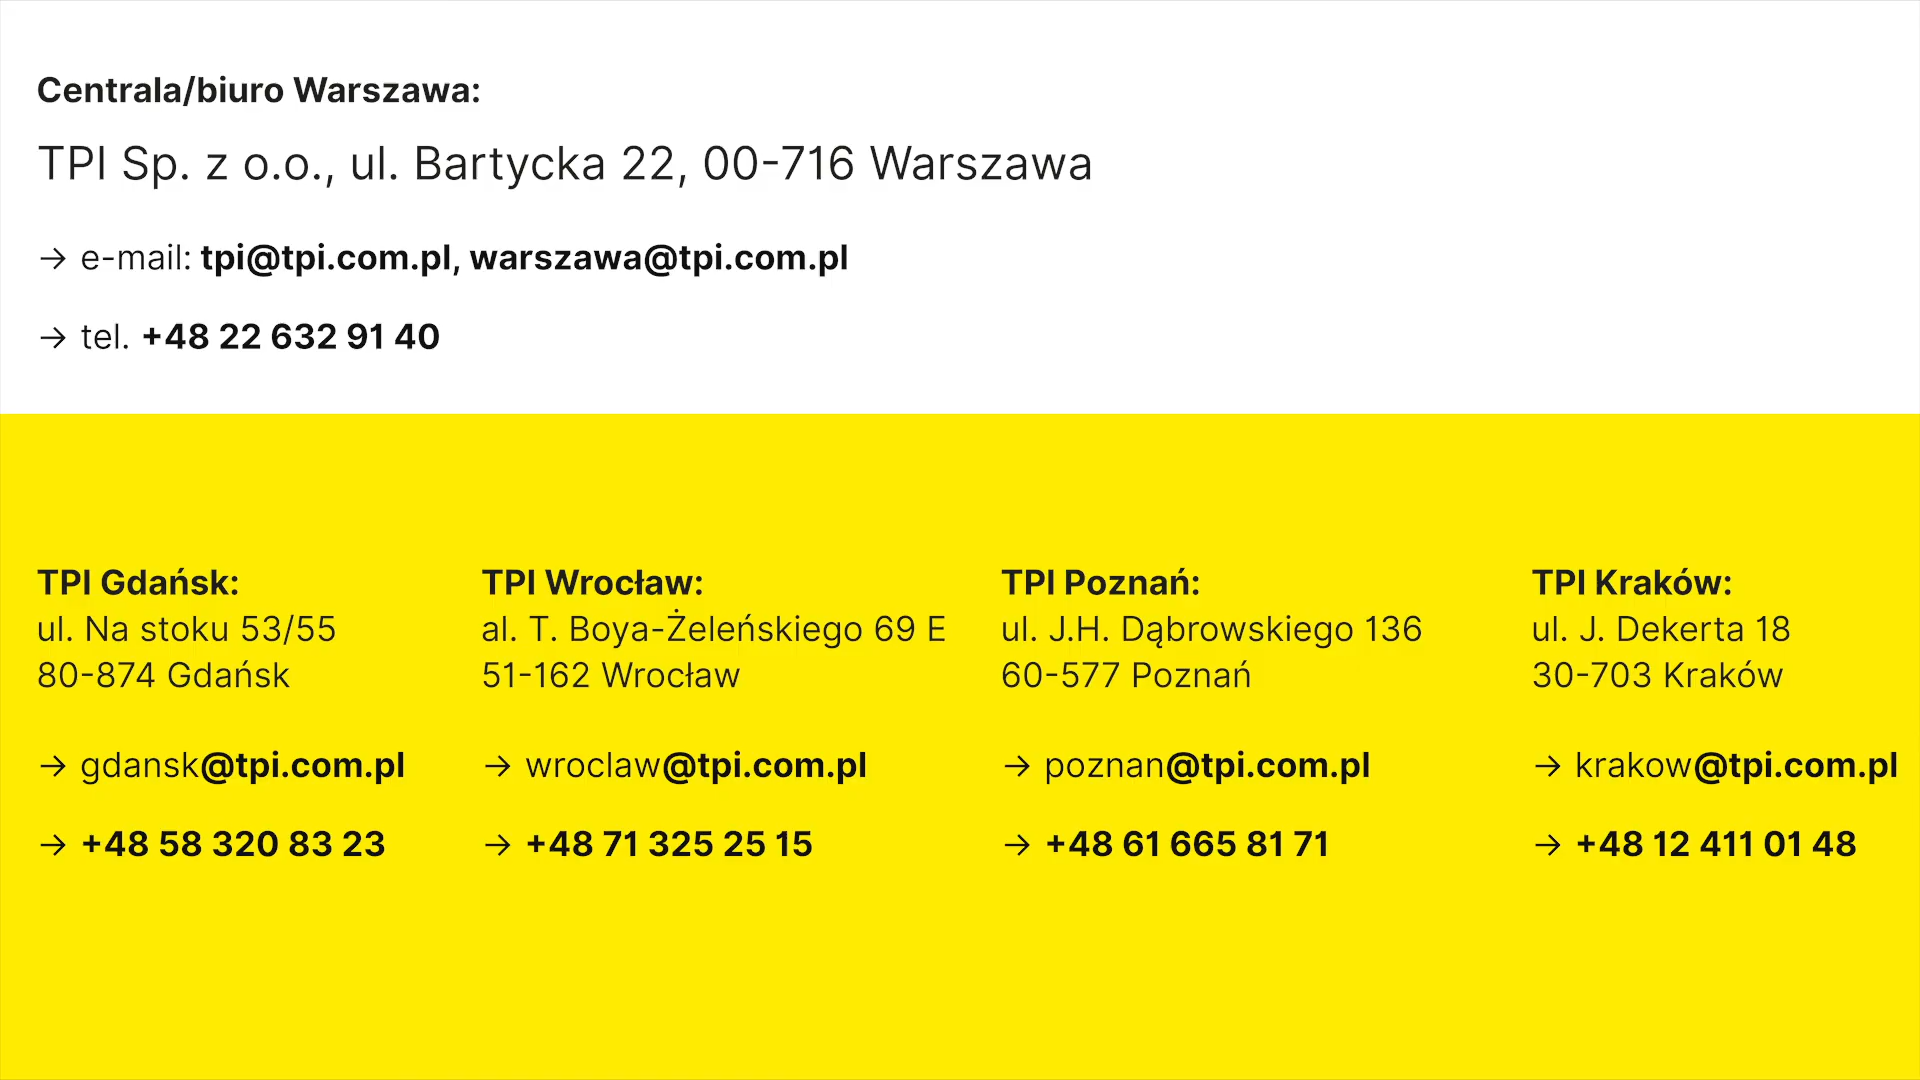 Centrala/biuro Warszawa:
TPI Sp. z o.o., ul. Bartycka 22, 00-716 Warszawa
→ e-mail: tpi@tpi.com.pl, warszawa@tpi.com.pl
→ tel. +48 22 632 91 40
TPI Gdańsk:
ul. Na stoku 53/55
80-874 Gdańsk
→ gdansk@tpi.com.pl
→ +48 58 320 83 23
TPI Wrocław:
al. T. Boya-Żeleńskiego 69 E
51-162 Wrocław
→ wroclaw@tpi.com.pl
→ +48 71 325 25 15
TPI Poznań:
ul. J.H. Dąbrowskiego 136
60-577 Poznań
→ poznan@tpi.com.pl
→ +48 61 665 81 71
TPI Kraków:
ul. J. Dekerta 18
30-703 Kraków
→ krakow@tpi.com.pl
→ +48 12 411 01 48